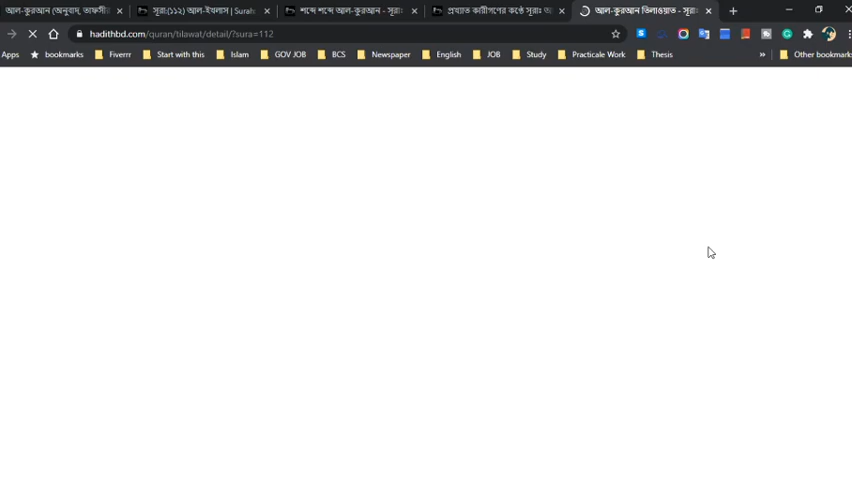 আল-কুরআন (অনুবাদ, তাফসীর সূরা:(১১২) আল-ইখলাস | Surah: শব্দে শব্দে আল-কুরআন - সূরাঃ প্রখ্যাত কারীগণের কন্ঠে সূরাঃ আ আল-কুরআন তিলাওয়াত - সূরাঃ
hadithbd.com/quran/tilawat/detail/?sura=112
Apps bookmarks Fiverrr Start with this Islam GOV JOB BCS Newspaper English JOB Study Practicale Work Thesis » Other bookmarks